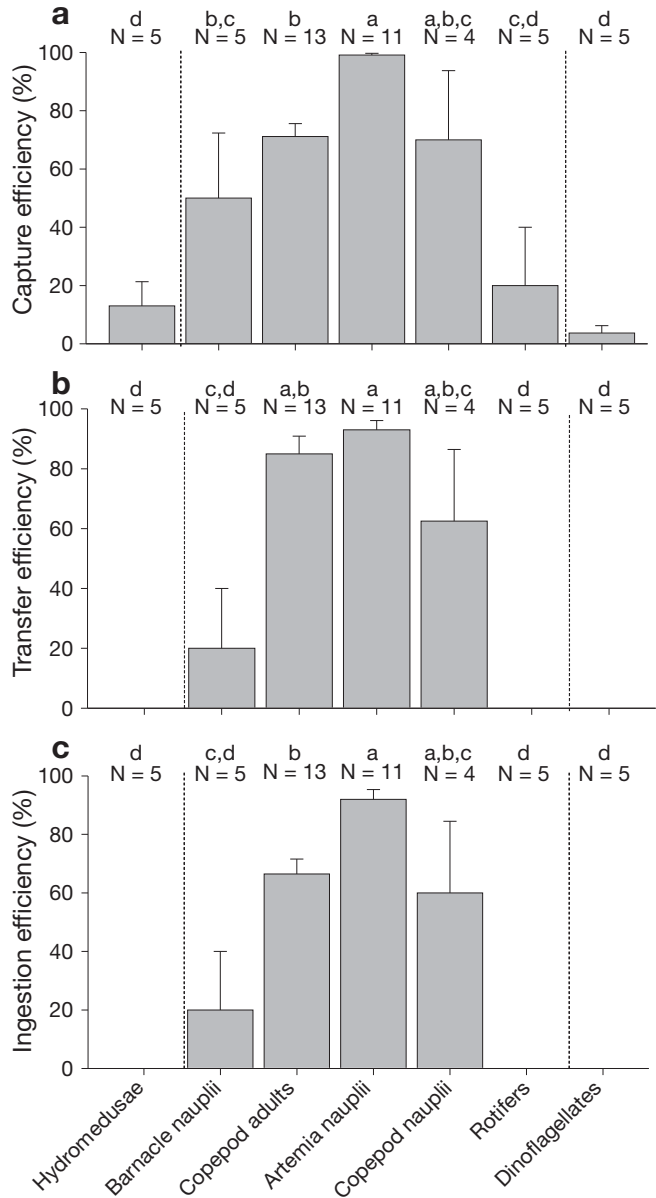 a
d b,c b a a,b,c c,d d
N = 5 N = 5 N = 13 N = 11 N = 4 N = 5 N = 5
Capture efficiency (%)
100
80
60
40
20
0
b
d c,d a,b a a,b,c d d
N = 5 N = 5 N = 13 N = 11 N = 4 N = 5 N = 5
Transfer efficiency (%)
100
80
60
40
20
0
c
d c,d b a a,b,c d d
N = 5 N = 5 N = 13 N = 11 N = 4 N = 5 N = 5
Ingestion efficiency (%)
100
80
60
40
20
0
Hydromedusae
Barnacle nauplii
Copepod adults
Artemia nauplii
Copepod nauplii
Rotifers
Dinoflagellates